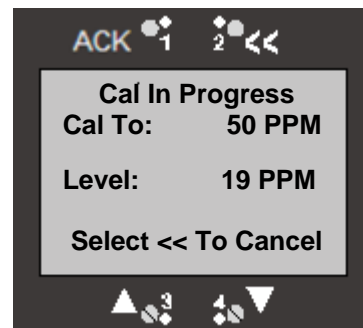 ACK 1 2 <<
Cal In Progress
Cal To: 50 PPM
Level: 19 PPM
Select << To Cancel
3 4